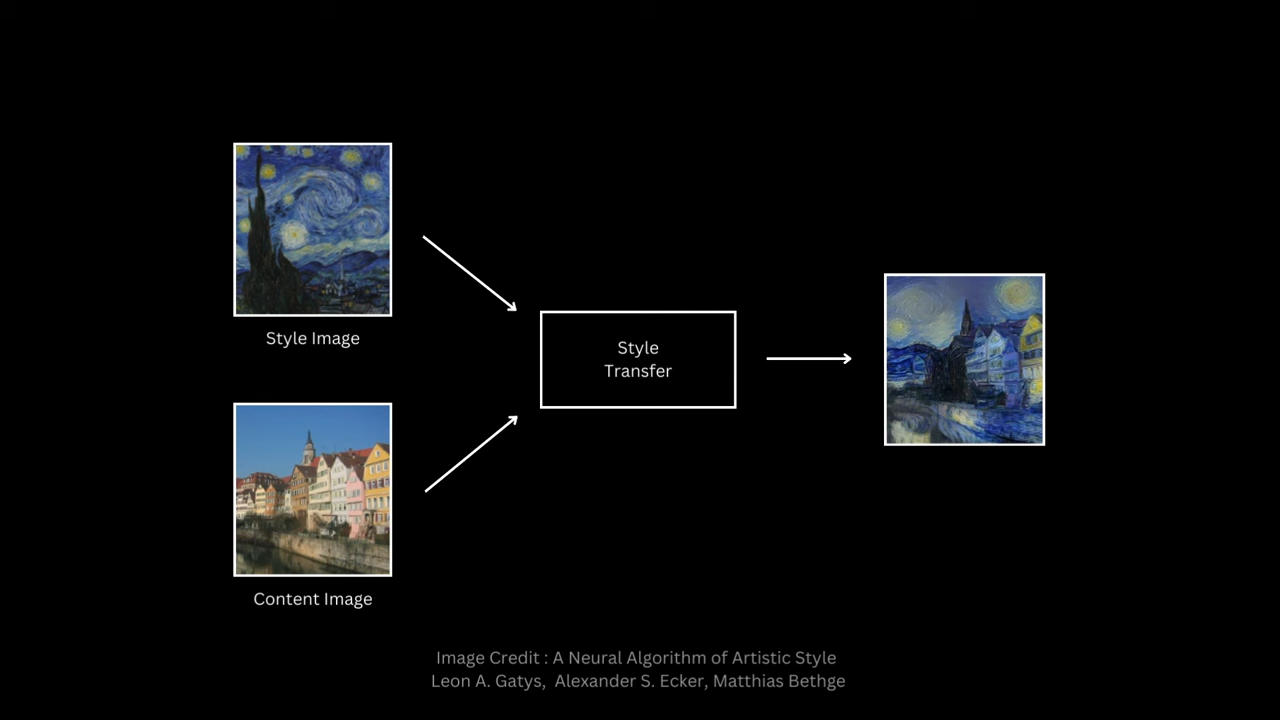 Style Image
Style
Transfer
Content Image
Image Credit : A Neural Algorithm of Artistic Style
Leon A. Gatys,  Alexander S. Ecker, Matthias Bethge